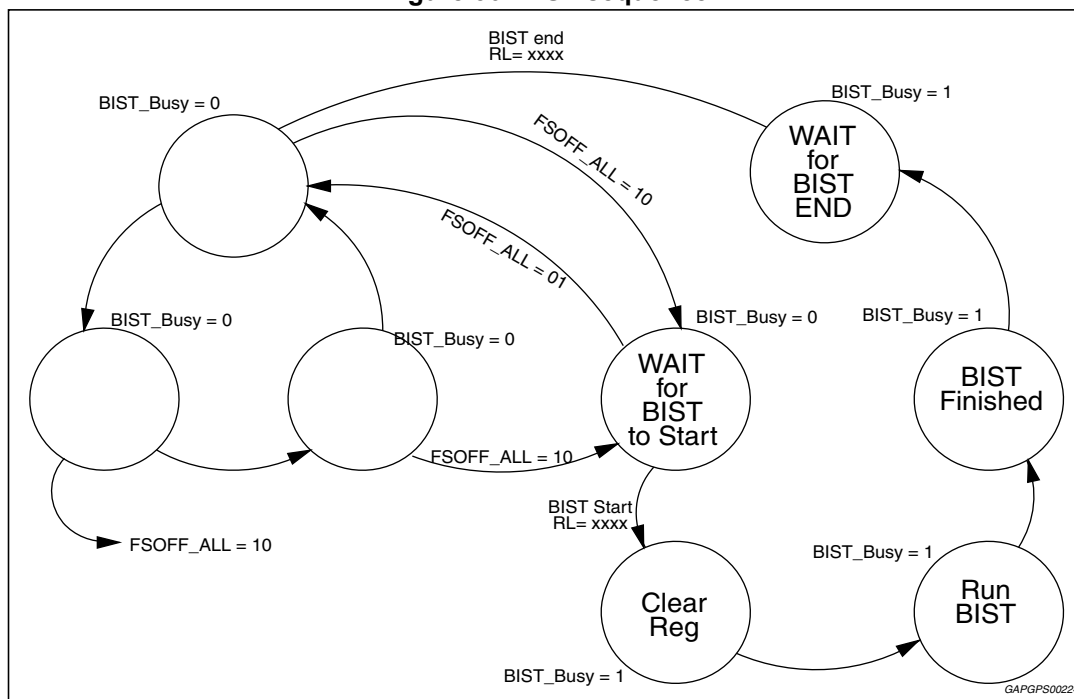 BIST end
RL= xxxx
BIST_Busy = 0
BIST_Busy = 1
WAIT
for
BIST
END
FSOFF_ALL = 10
FSOFF_ALL = 01
BIST_Busy = 0
BIST_Busy = 0
BIST_Busy = 0
BIST_Busy = 1
WAIT
for
BIST
to Start
BIST
Finished
FSOFF_ALL = 10
BIST Start
RL= xxxx
FSOFF_ALL = 10
BIST_Busy = 1
Clear
Reg
Run
BIST
BIST_Busy = 1
GAPGPS0022